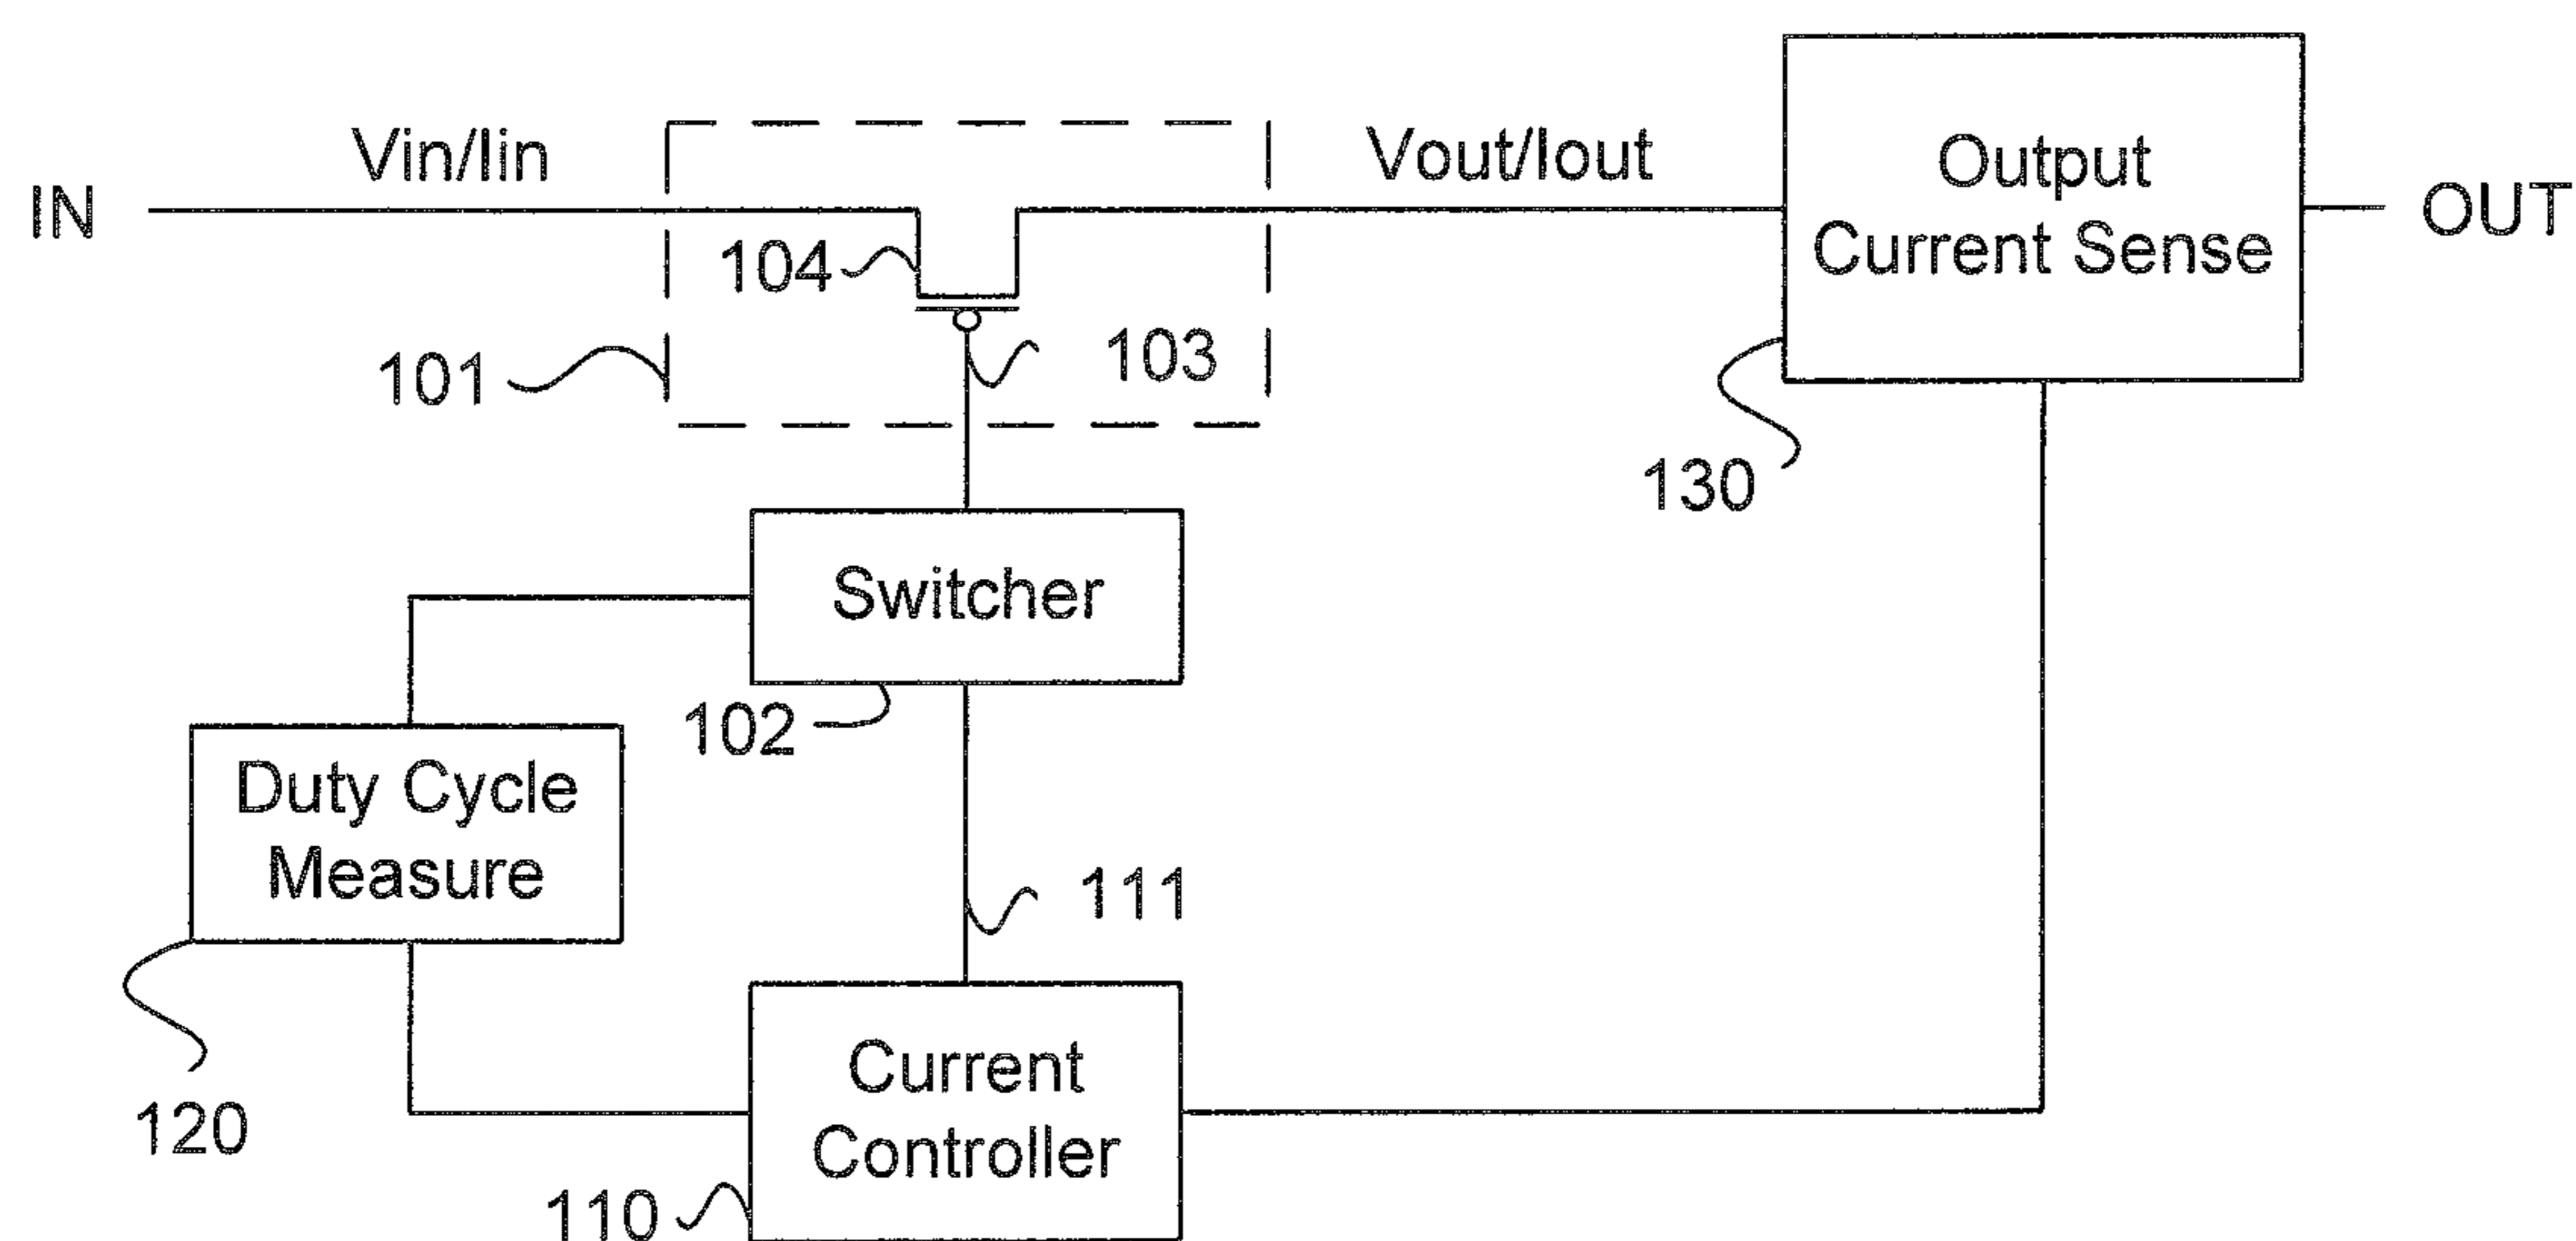 Vin/Iin
Vout/Iout
IN
OUT
Output
Current Sense
104
103
101
130
Switcher
102
Duty Cycle
Measure
111
120
Current
Controller
110